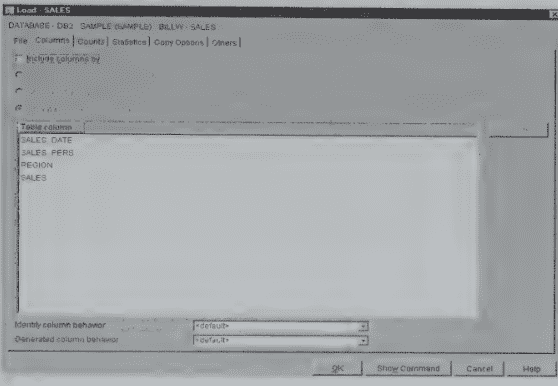 Load - SALES
DATABASE - DB2 SAMPLE (SAMPLE) BILLW - SALES
File Columns Counts Statistics Copy Options Others
Include columns by
Table column
SALES_DATE
SALES_PERS
REGION
SALES
Identity column behavior <default>
Generated column behavior <default>
OK Show Command Cancel Help